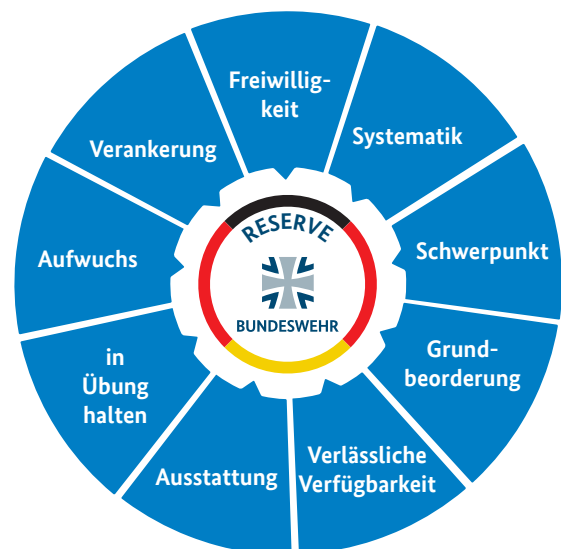 Freiwillig-
keit
Systematik
Schwerpunkt
Grund-
beorderung
Verlässliche
Verfügbarkeit
Ausstattung
in
Übung
halten
Aufwuchs
Verankerung
RESERVE
BUNDESWEHR